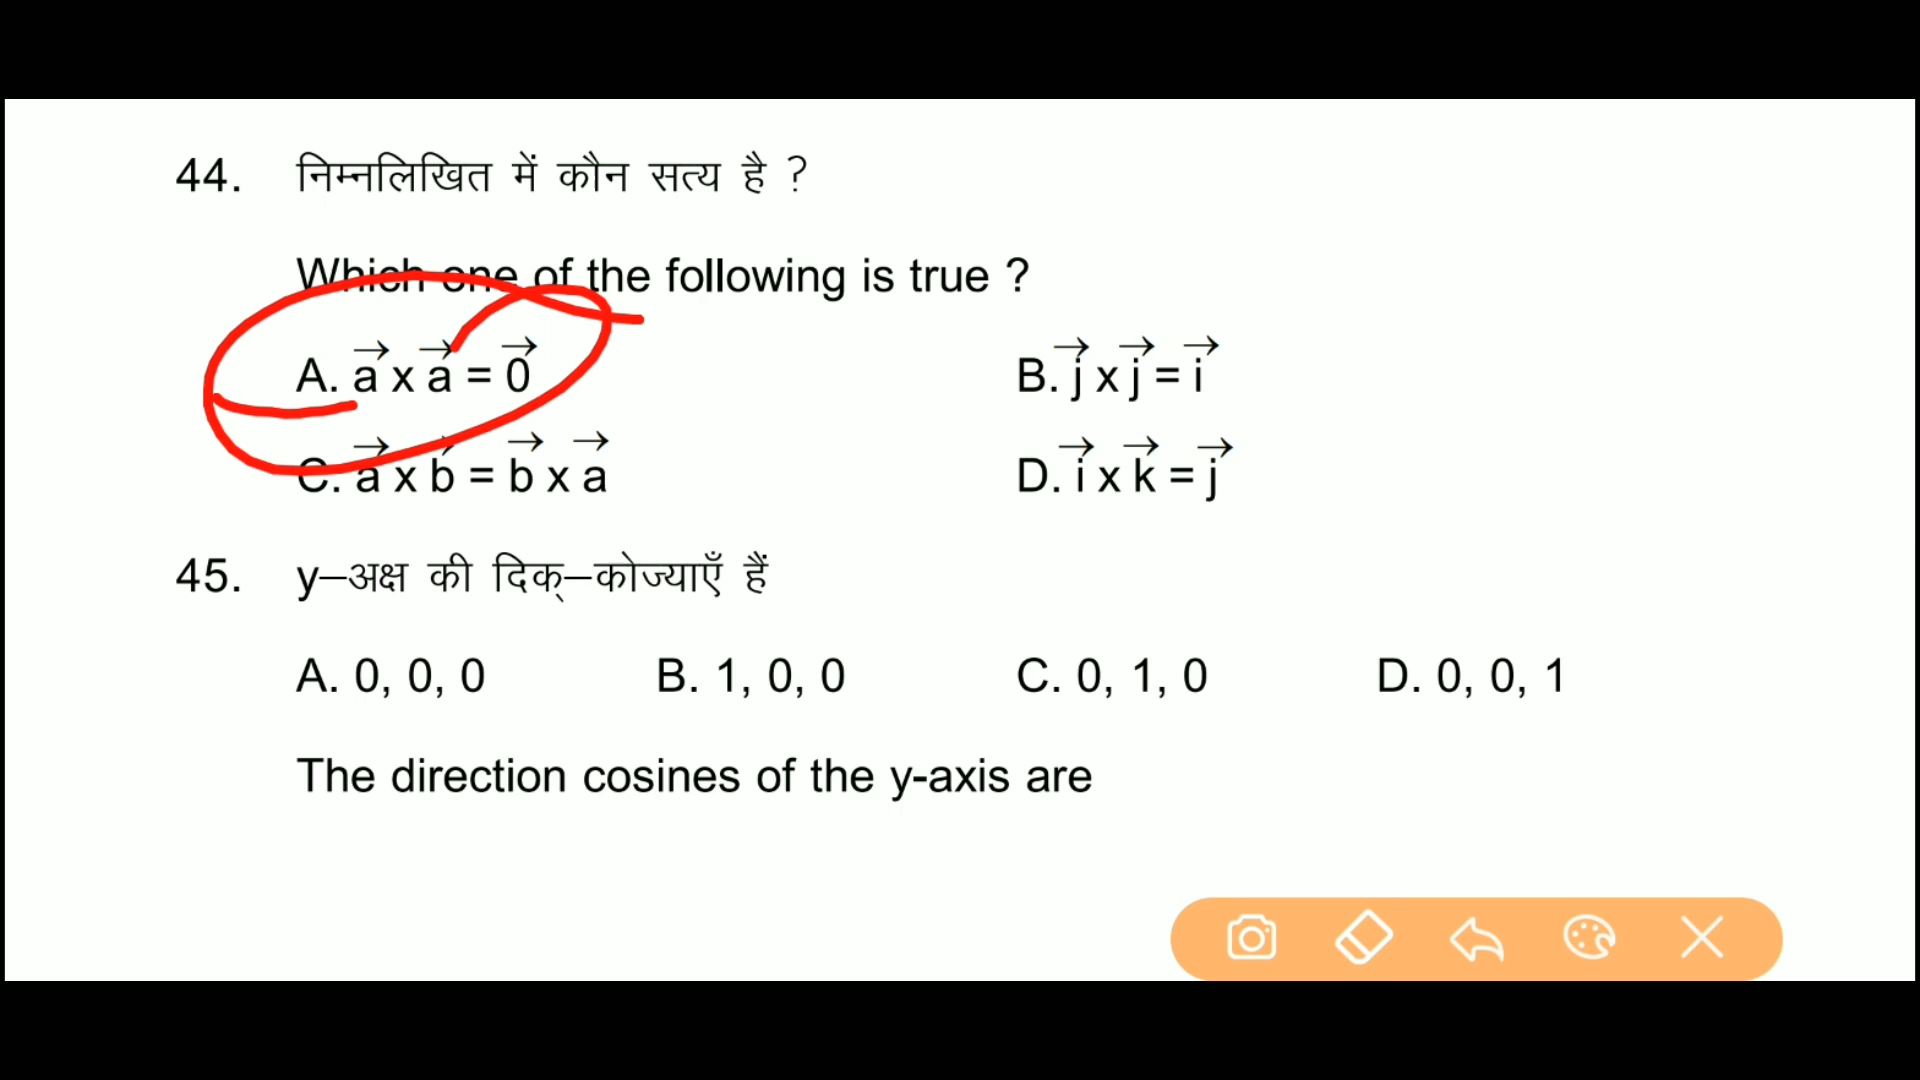 44. निम्नलिखित में कौन सत्य है ?
Which one of the following is true ?
A. a⃗ x a⃗ = 0⃗ B. j⃗ x j⃗ = i⃗
C. a⃗ x b⃗ = b⃗ x a⃗ D. i⃗ x k⃗ = j⃗
45. y–अक्ष की दिक्–कोज्याएँ हैं
A. 0, 0, 0 B. 1, 0, 0 C. 0, 1, 0 D. 0, 0, 1
The direction cosines of the y-axis are